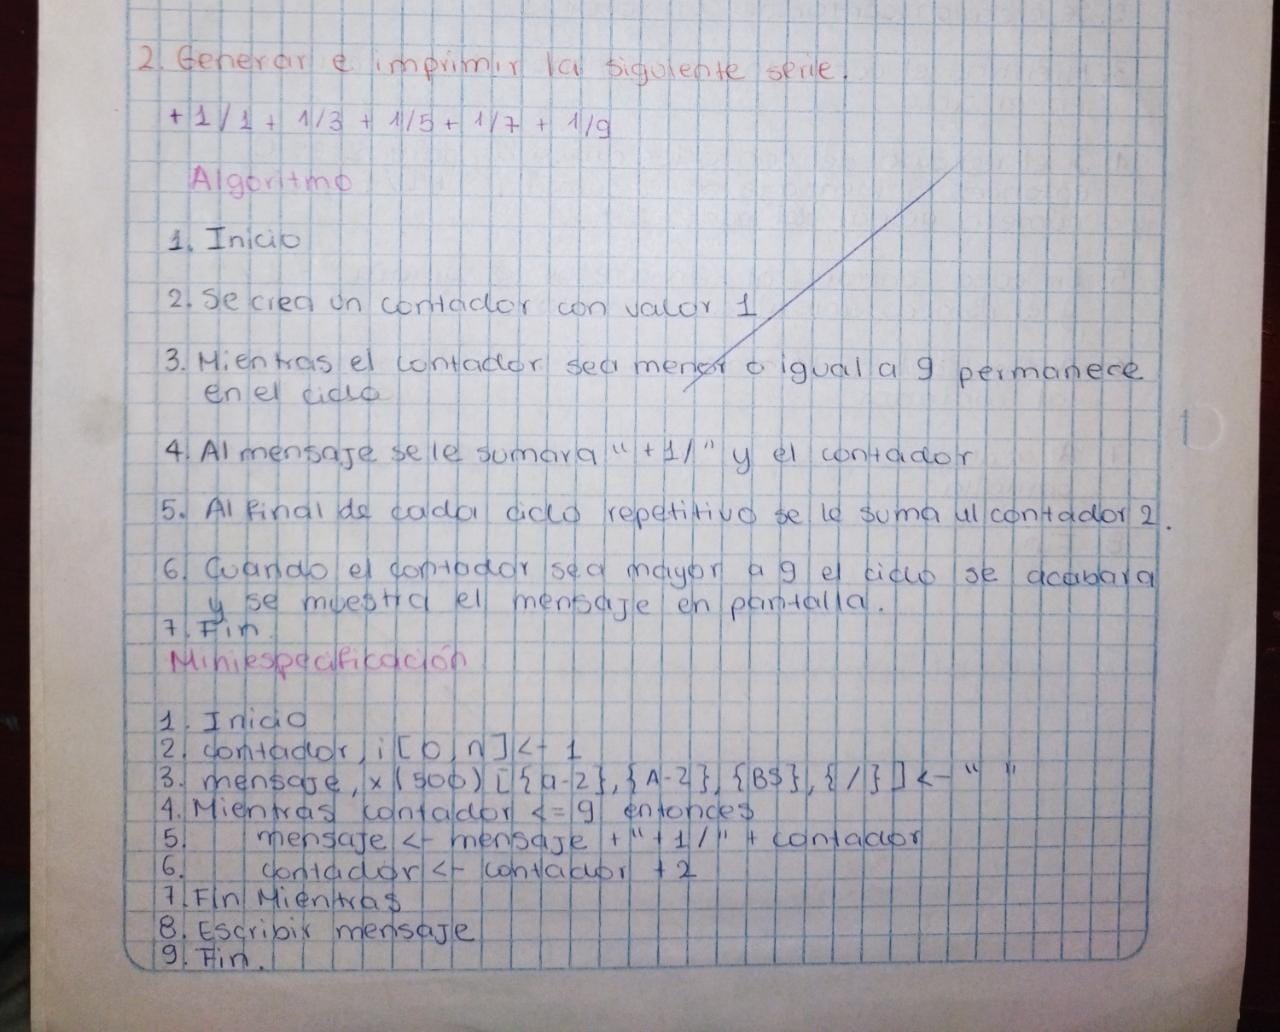 2. Generar e imprimir la siguiente serie.
+ 1/1 + 1/3 + 1/5 + 1/7 + 1/9
Algoritmo
1. Inicio
2. Se crea un contador con valor 1
3. Mientras el contador sea menor o igual a 9 permanece
en el ciclo
4. Al mensaje se le sumara “+1/” y el contador
5. Al final de cada ciclo repetitivo se le suma al contador 2.
6. Cuando el contador sea mayor a 9 el ciclo se acabara
y se muestra el mensaje en pantalla.
7. Fin.
Miniespecificación
1. Inicio
2. contador, i [0,n] <- 1
3. mensaje, x (500) [{a-z}, {A-Z}, {BS}, {/}] <- “ ”
4. Mientras contador <= 9 entonces
5. mensaje <- mensaje + “+1/” + contador
6. contador <- contador + 2
7. Fin Mientras
8. Escribir mensaje
9. Fin.